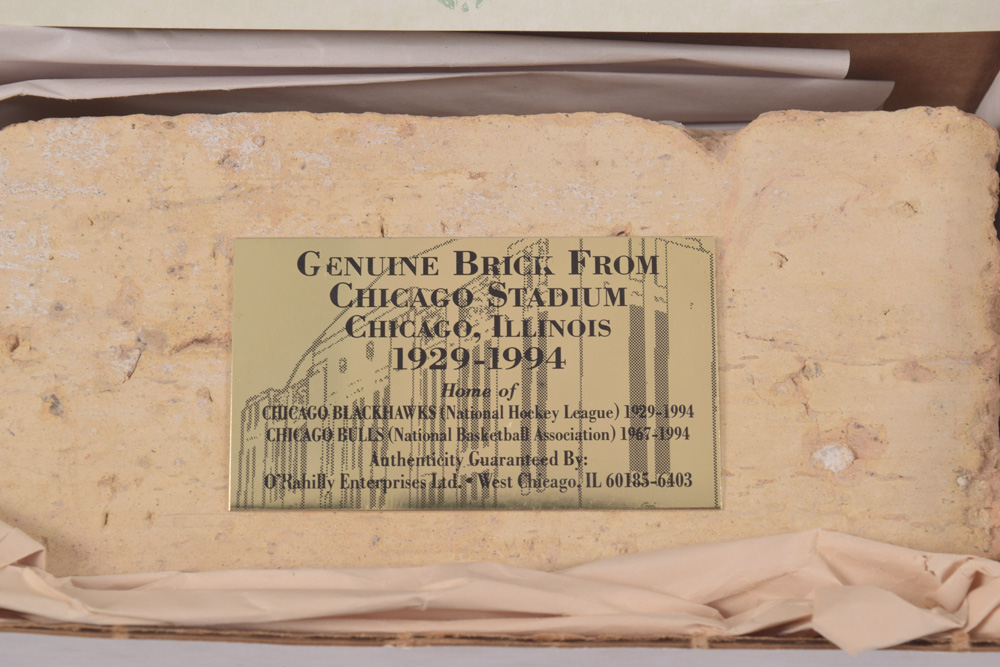 Genuine Brick From
Chicago Stadium
Chicago, Illinois
1929-1994
Home of
CHICAGO BLACKHAWKS (National Hockey League) 1929-1994
CHICAGO BULLS (National Basketball Association) 1967-1994
Authenticity Guaranteed By:
O'Rahilly Enterprises Ltd. • West Chicago, IL 60185-6403